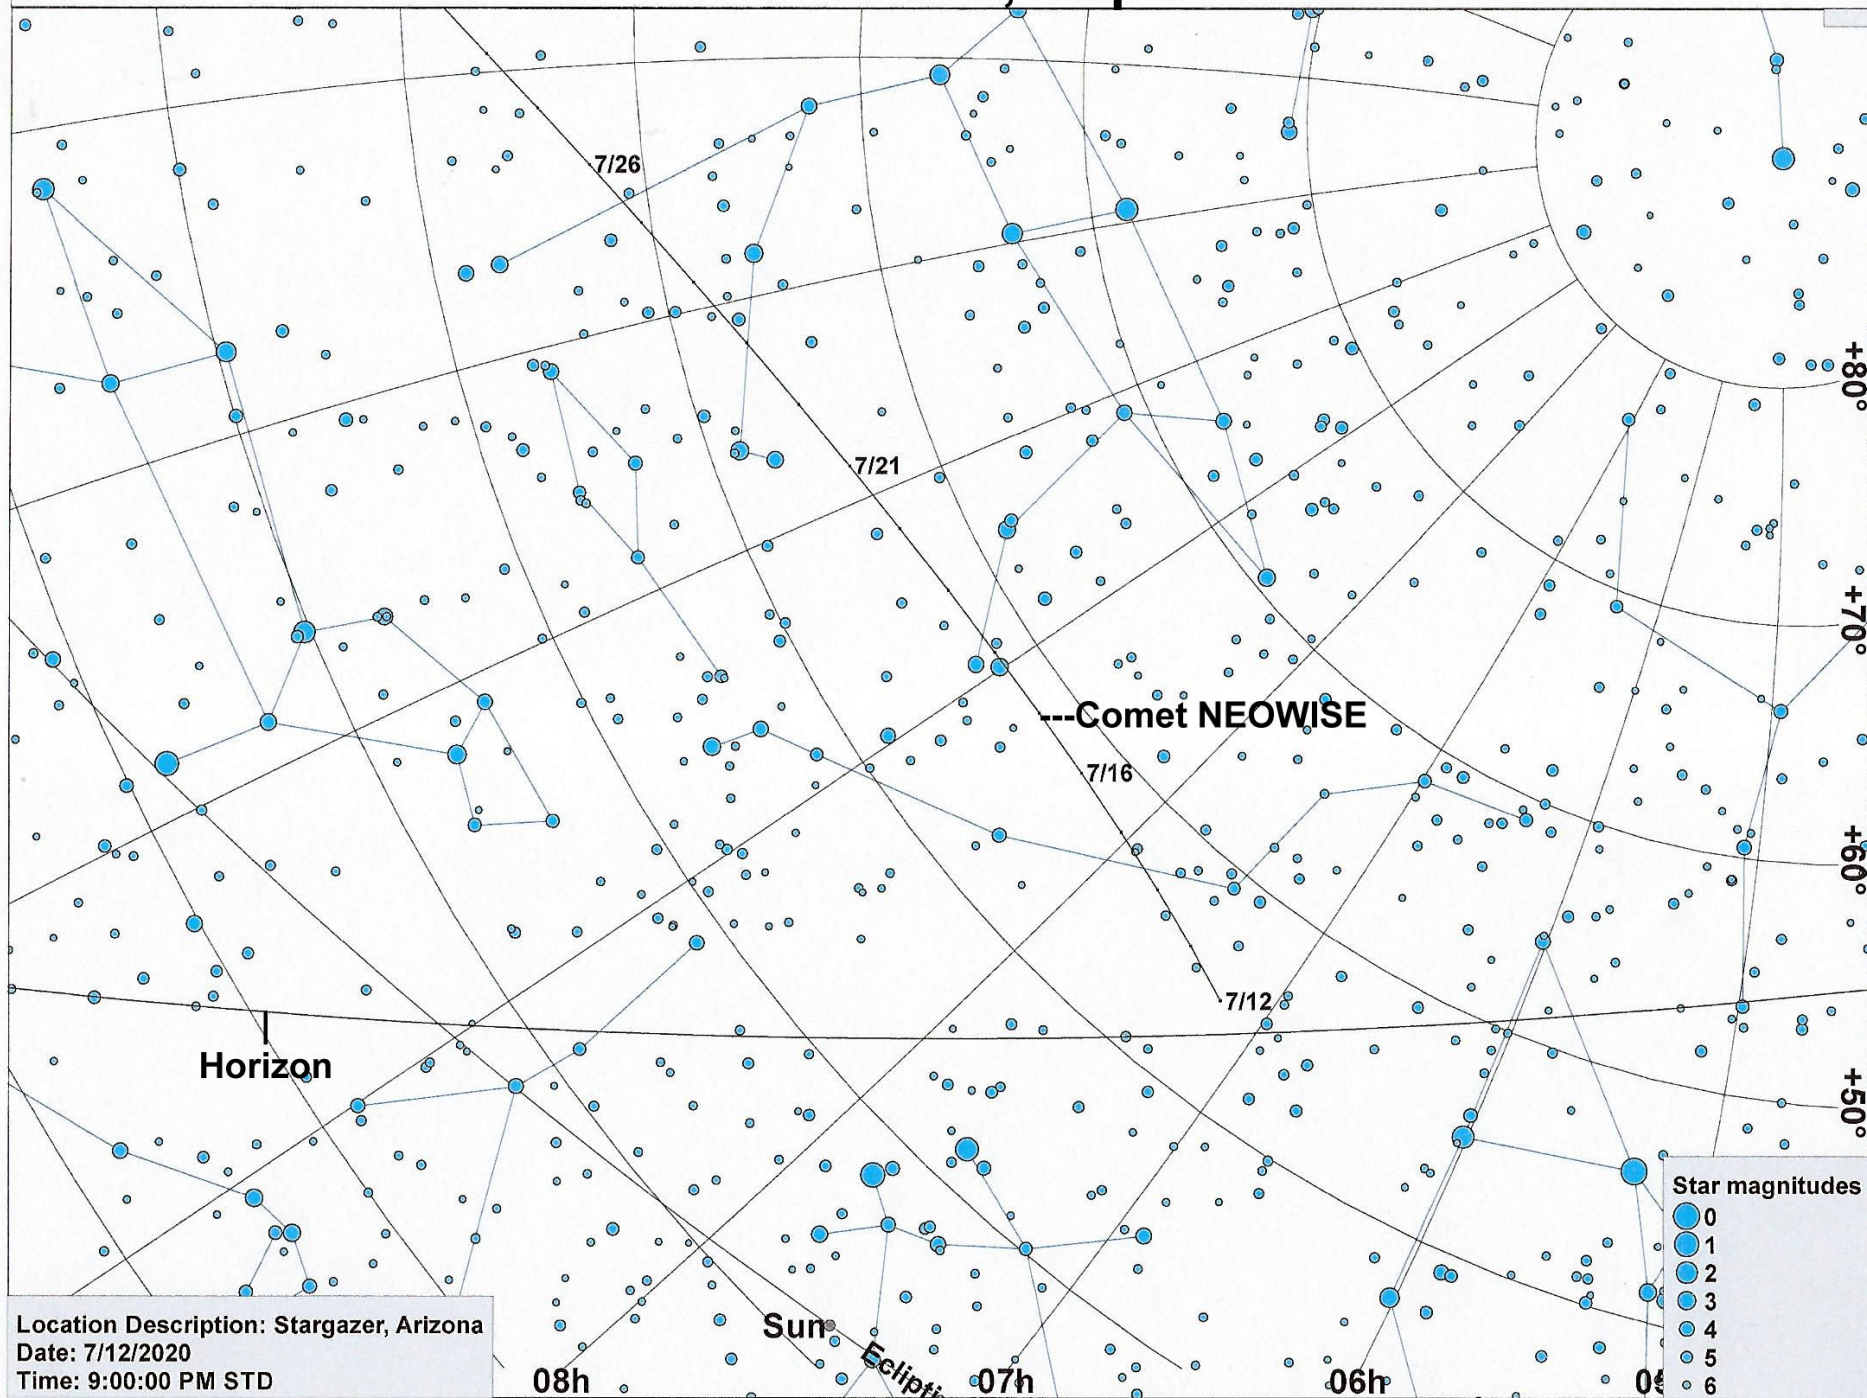 7/26
+80°
7/21
+70°
---Comet NEOWISE
7/16
+60°
7/12
Horizon
+50°
Star magnitudes
0
1
2
3
4
5
6
Sun
Location Description: Stargazer, Arizona
Date: 7/12/2020
Time: 9:00:00 PM STD
08h
07h
06h